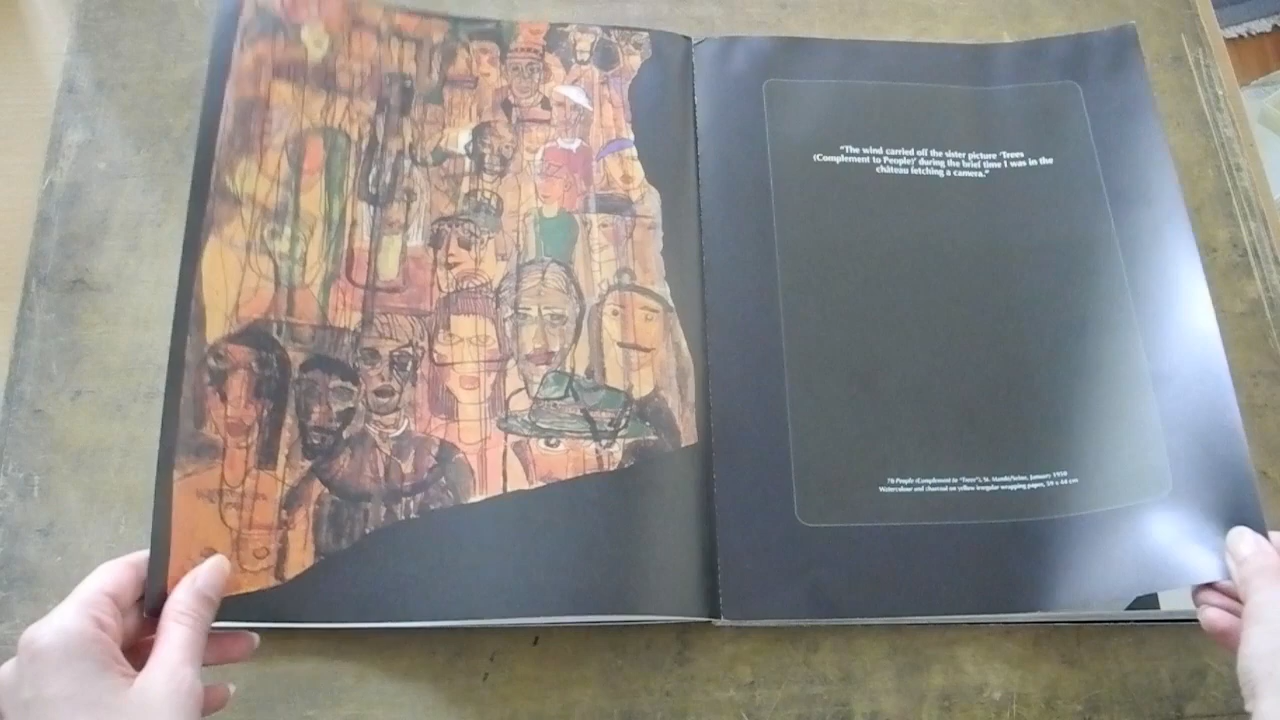 "The wind carried off the sister picture 'Trees
(Complement to People)' during the brief time I was in the
château fetching a camera."
70 People (Complement to "Trees"), St. Mandé/Seine, January 1950
Watercolour and charcoal on yellow irregular wrapping paper, 59 x 44 cm